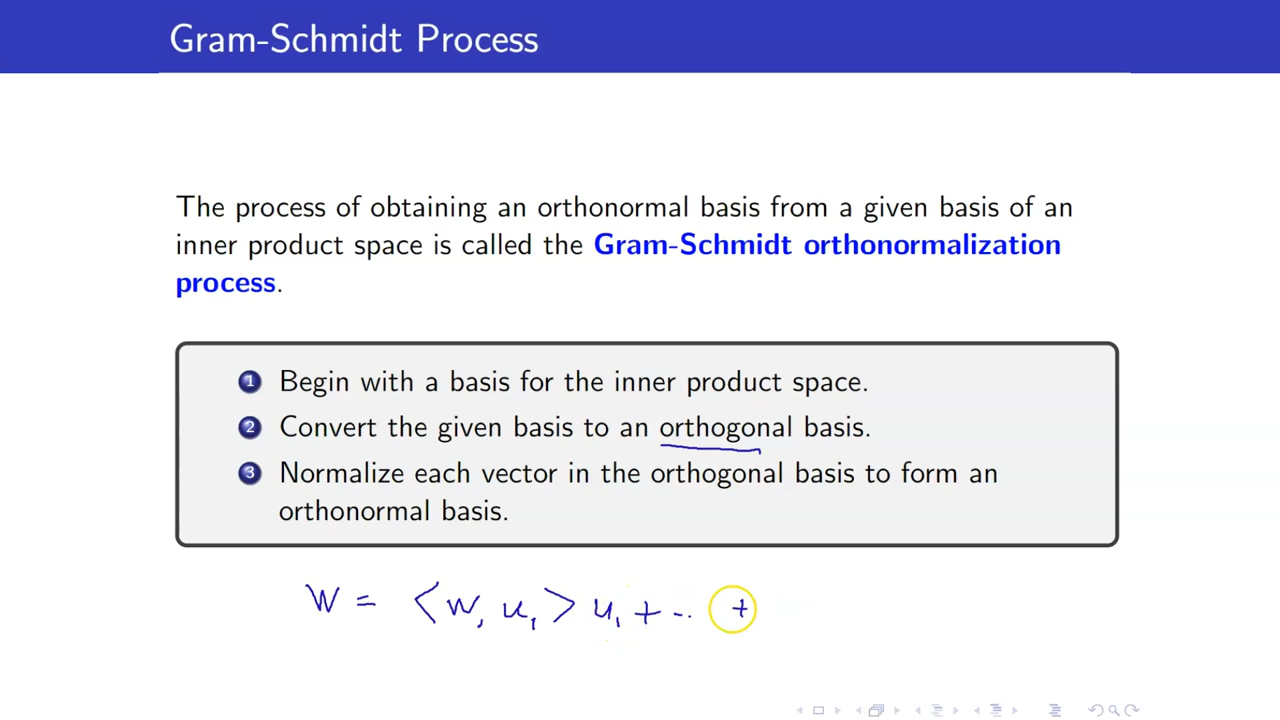 Gram-Schmidt Process
The process of obtaining an orthonormal basis from a given basis of an
inner product space is called the Gram-Schmidt orthonormalization
process.
1 Begin with a basis for the inner product space.
2 Convert the given basis to an orthogonal basis.
3 Normalize each vector in the orthogonal basis to form an
orthonormal basis.
W = <w, u₁> u₁ + .. +